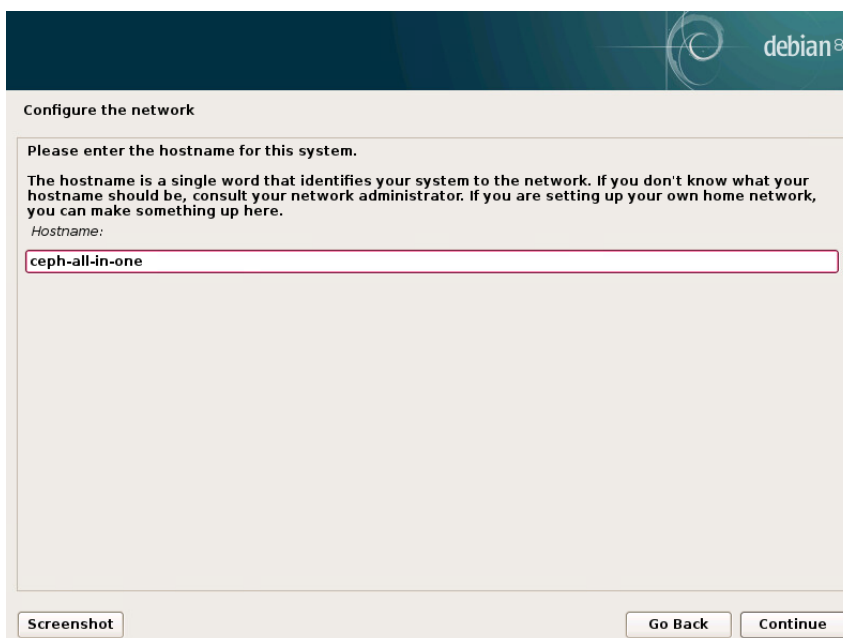 debian 8
Configure the network
Please enter the hostname for this system.
The hostname is a single word that identifies your system to the network. If you don't know what your
hostname should be, consult your network administrator. If you are setting up your own home network,
you can make something up here.
Hostname:
ceph-all-in-one
Screenshot
Go Back
Continue